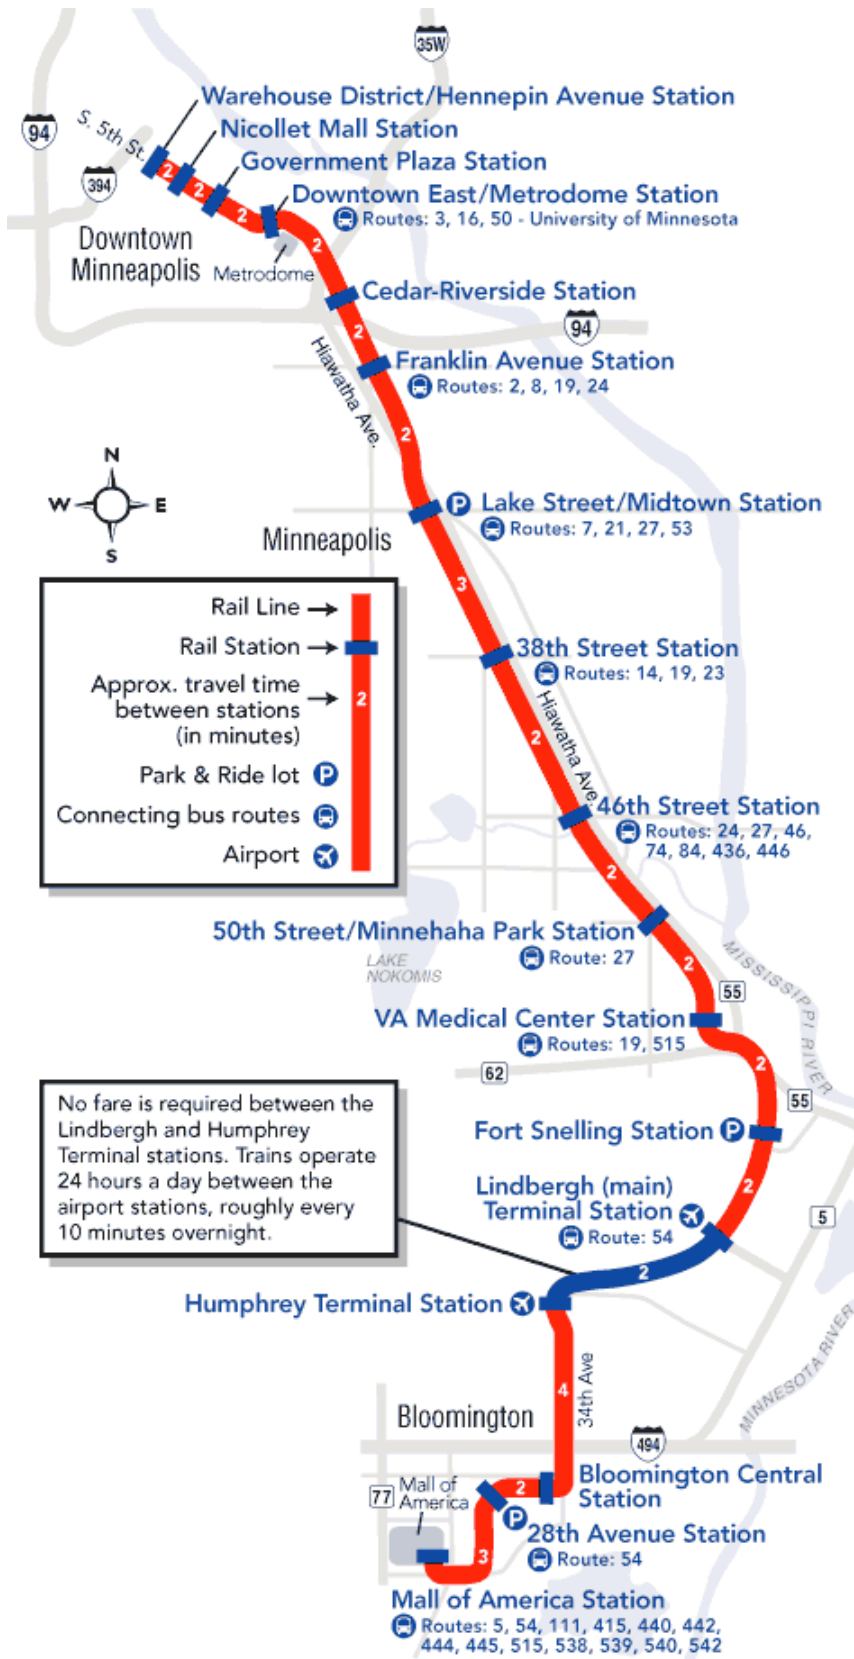 35W
Warehouse District/Hennepin Avenue Station
S. 5th St.
94
Nicollet Mall Station
2
Government Plaza Station
394
2
Downtown East/Metrodome Station
2
Routes: 3, 16, 50 - University of Minnesota
Downtown
Minneapolis
Metrodome
2
Cedar-Riverside Station
94
2
Hiawatha Ave.
Franklin Avenue Station
Routes: 2, 8, 19, 24
2
N
W
E
S
P
Lake Street/Midtown Station
Routes: 7, 21, 27, 53
Minneapolis
3
Rail Line
Rail Station
Approx. travel time
between stations
(in minutes)
2
Park & Ride lot P
Connecting bus routes
Airport
38th Street Station
Routes: 14, 19, 23
Hiawatha Ave.
2
46th Street Station
Routes: 24, 27, 46,
74, 84, 436, 446
2
50th Street/Minnehaha Park Station
Route: 27
LAKE
NOKOMIS
2
MISSISSIPPI RIVER
55
VA Medical Center Station
Routes: 19, 515
62
2
55
No fare is required between the
Lindbergh and Humphrey
Terminal stations. Trains operate
24 hours a day between the
airport stations, roughly every
10 minutes overnight.
Fort Snelling Station P
2
Lindbergh (main)
Terminal Station
Route: 54
5
2
Humphrey Terminal Station
MINNESOTA RIVER
4
34th Ave
Bloomington
494
Bloomington Central
Station
2
77
Mall of
America
P
28th Avenue Station
Route: 54
3
Mall of America Station
Routes: 5, 54, 111, 415, 440, 442,
444, 445, 515, 538, 539, 540, 542